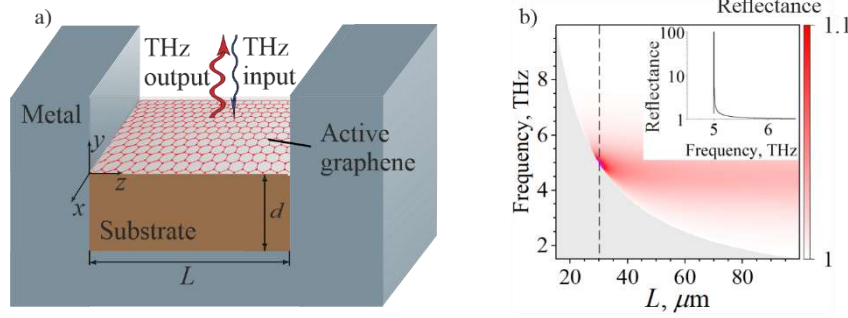 a)
THz
output
THz
input
Metal
y
z
x
Active
graphene
Substrate
d
L
b)
Reflectance
1.1
1
Frequency, THz
8
6
4
2
20
40
60
80
L, μm
Reflectance
100
10
1
5
6
Frequency, THz